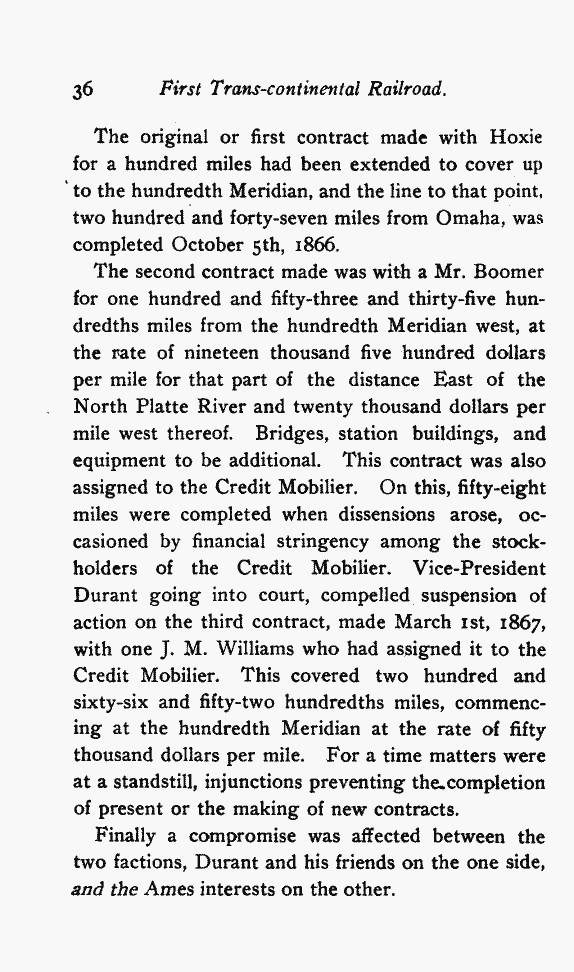 36 First Trans-continental Railroad.
The original or first contract made with Hoxie
for a hundred miles had been extended to cover up
to the hundredth Meridian, and the line to that point,
two hundred and forty-seven miles from Omaha, was
completed October 5th, 1866.
The second contract made was with a Mr. Boomer
for one hundred and fifty-three and thirty-five hun-
dredths miles from the hundredth Meridian west, at
the rate of nineteen thousand five hundred dollars
per mile for that part of the distance East of the
North Platte River and twenty thousand dollars per
mile west thereof. Bridges, station buildings, and
equipment to be additional. This contract was also
assigned to the Credit Mobilier. On this, fifty-eight
miles were completed when dissensions arose, oc-
casioned by financial stringency among the stock-
holders of the Credit Mobilier. Vice-President
Durant going into court, compelled suspension of
action on the third contract, made March 1st, 1867,
with one J. M. Williams who had assigned it to the
Credit Mobilier. This covered two hundred and
sixty-six and fifty-two hundredths miles, commenc-
ing at the hundredth Meridian at the rate of fifty
thousand dollars per mile. For a time matters were
at a standstill, injunctions preventing the completion
of present or the making of new contracts.
Finally a compromise was affected between the
two factions, Durant and his friends on the one side,
and the Ames interests on the other.